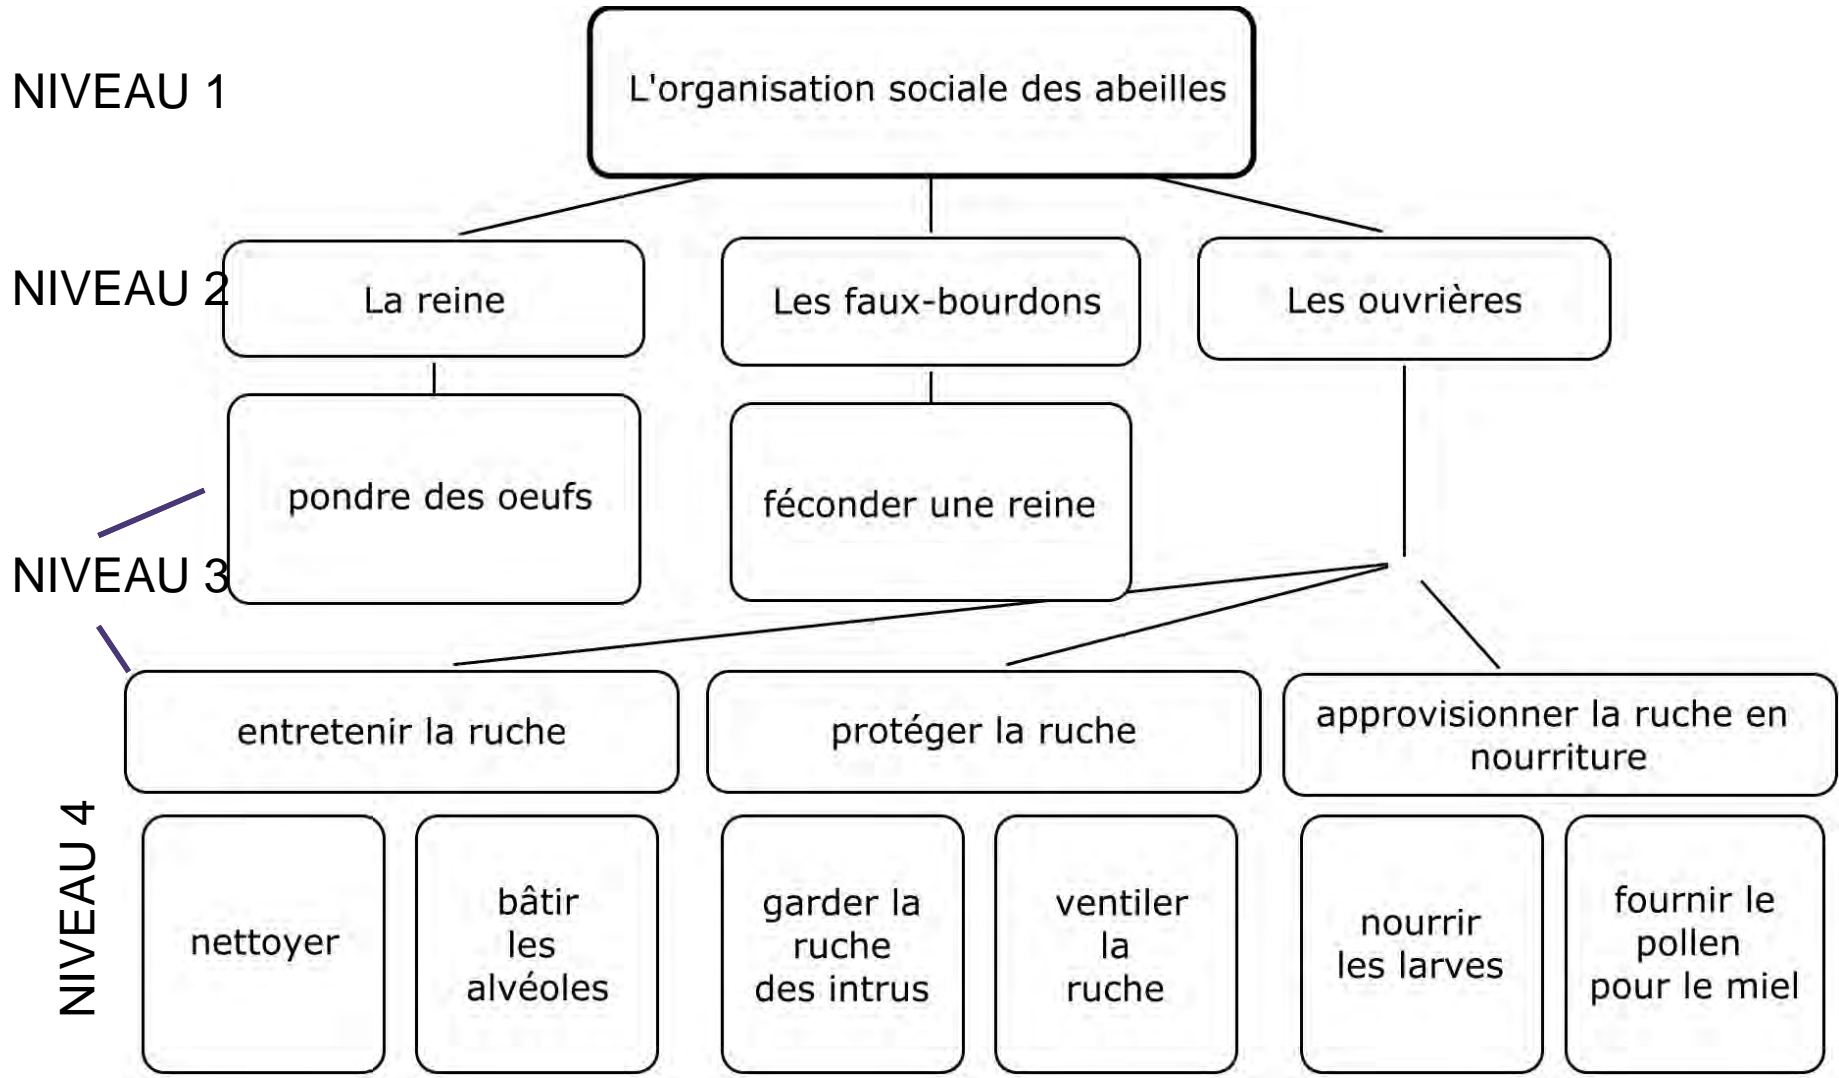 NIVEAU 1
L'organisation sociale des abeilles
NIVEAU 2
La reine
Les faux-bourdons
Les ouvrières
pondre des oeufs
féconder une reine
NIVEAU 3
entretenir la ruche
protéger la ruche
approvisionner la ruche en
nourriture
NIVEAU 4
nettoyer
bâtir
les
alvéoles
garder la
ruche
des intrus
ventiler
la
ruche
nourrir
les larves
fournir le
pollen
pour le miel